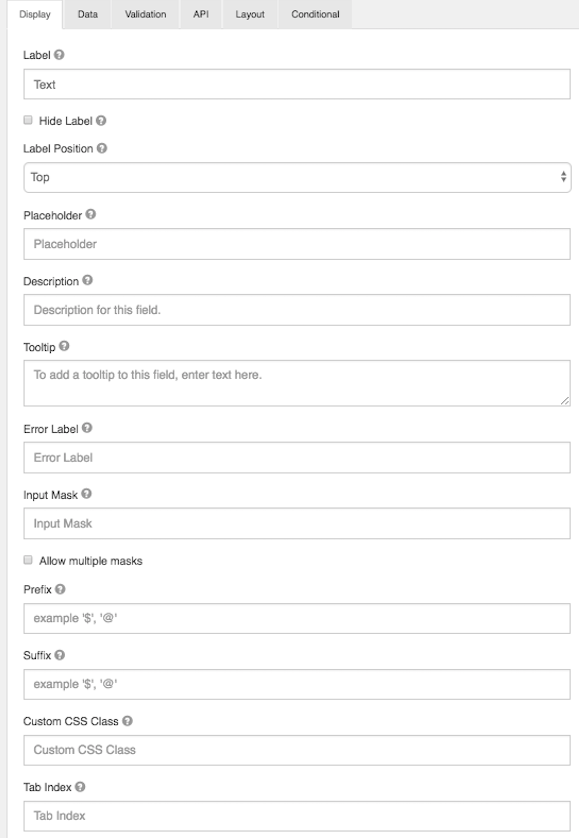 Display Data Validation API Layout Conditional
Label
Text
Hide Label
Label Position
Top
Placeholder
Placeholder
Description
Description for this field.
Tooltip
To add a tooltip to this field, enter text here.
Error Label
Error Label
Input Mask
Input Mask
Allow multiple masks
Prefix
example '$', '@'
Suffix
example '$', '@'
Custom CSS Class
Custom CSS Class
Tab Index
Tab Index